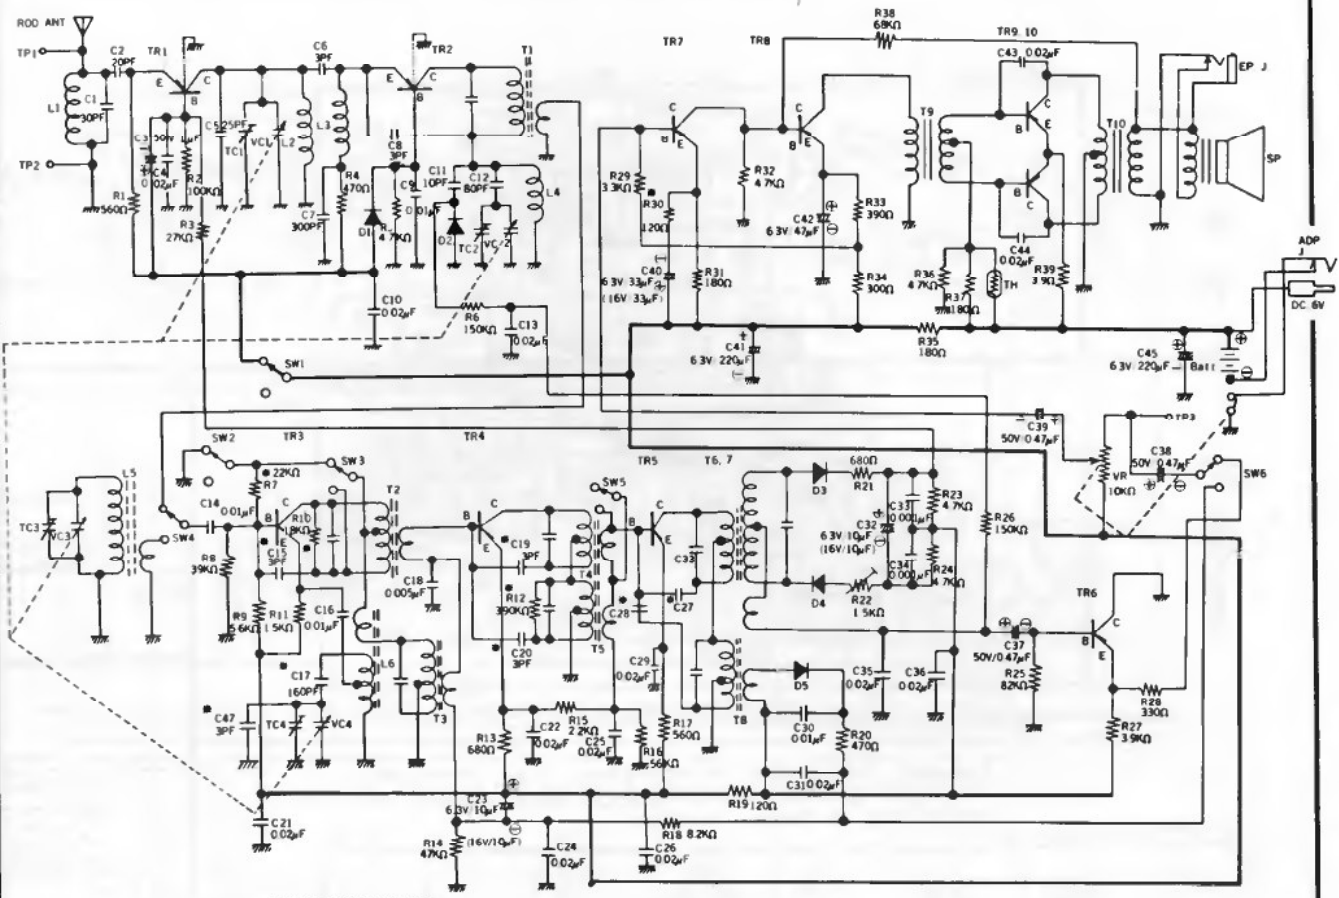 ROD ANT
TP1
TP2
L1
C1
30PF
C2
20PF
TR1
E
C
B
C3
50V 1μF
C4
0.02μF
R1
560Ω
R2
100KΩ
R3
27KΩ
C5 25PF
TC1
VC1
L2
C6
3PF
L3
C7
300PF
R4
470Ω
TR2
E
C
B
C8
3PF
D1
4.7KΩ
C9
0.01μF
C10
0.02μF
C11
10PF
D2
C12
80PF
TC2
L4
T1
R6
150KΩ
C13
0.02μF
SW1
TR7
C
B
E
R29
3.3KΩ
R30
120Ω
C40
6.3V/33μF
(16V/33μF)
R31
180Ω
TR8
C
B
E
R32
4.7KΩ
C42
6.3V/47μF
R33
390Ω
R34
300Ω
C41
6.3V/220μF
R35
180Ω
R38
68KΩ
T9
TR9, 10
C43 0.02μF
C
B
E
E
B
C
C44
0.02μF
R36
4.7KΩ
R37
180Ω
TH
R39
3.9Ω
T10
EP J
SP
ADP
J
DC 6V
C45
6.3V/220μF
Batt
SW2
TR3
SW3
22KΩ
R7
C14
0.01μF
SW4
L5
TC3
VC3
R8
39KΩ
B
C
E
C15
3PF
R10
1.8KΩ
T2
R9
5.6KΩ
R11
1.5KΩ
C16
0.01μF
C17
160PF
L6
C47
3PF
TC4
VC4
T3
C18
0.005μF
C21
0.02μF
TR4
B
C
E
C19
3PF
R12
390KΩ
C20
3PF
T4
T5
R13
680Ω
C22
0.02μF
R15
2.2KΩ
C25
0.02μF
R16
56KΩ
C23
6.3V/10μF
(16V/10μF)
R14
47KΩ
C24
0.02μF
SW5
TR5
B
C
E
C28
C33
C27
C29
0.02μF
R17
560Ω
C26
0.02μF
R18 8.2KΩ
R19 120Ω
T6, 7
T8
D3
680Ω
R21
D4
R22
1.5KΩ
C32
6.3V/10μF
(16V/10μF)
C33
0.001μF
C34
0.001μF
R23
4.7KΩ
R24
4.7KΩ
D5
C30
0.01μF
C31 0.02μF
R20
470Ω
C35
0.02μF
C36
0.02μF
R26
150KΩ
C39
50V/0.47μF
VR
10KΩ
TP3
C38
50V 0.47μF
SW6
C37
50V/0.47μF
R25
82KΩ
TR6
C
B
E
R28
330Ω
R27
3.9KΩ